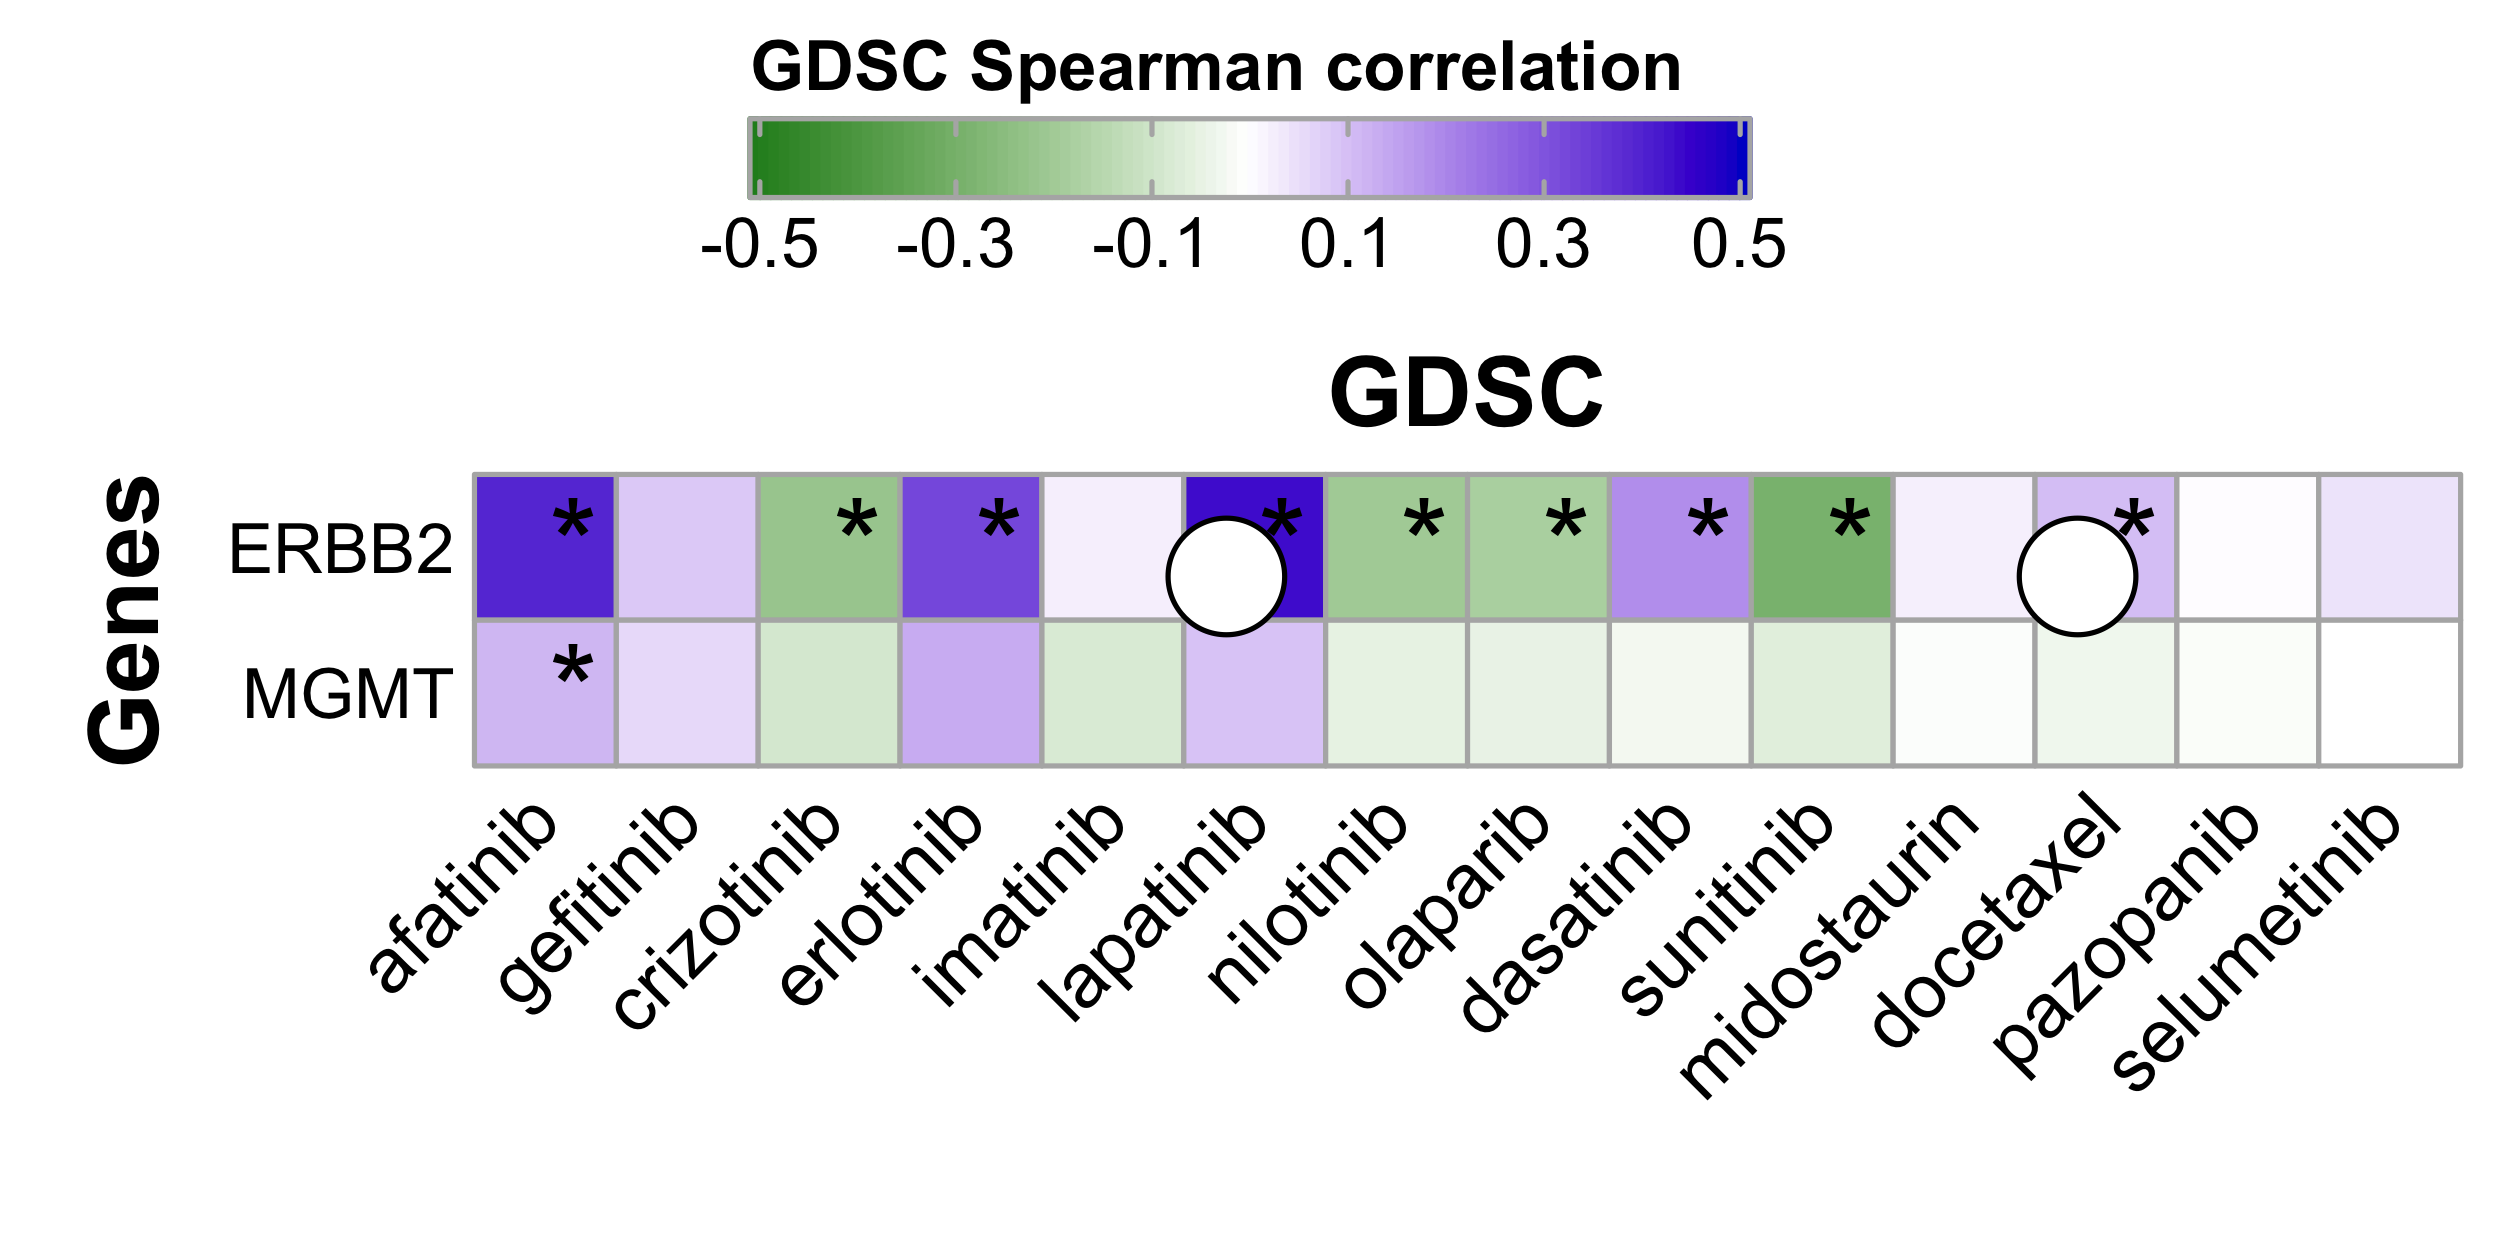 GDSC Spearman correlation
-0.5 -0.3 -0.1 0.1 0.3 0.5
GDSC
Genes
ERBB2 * * * * * * * * *
MGMT *
afatinib gefitinib crizotinib erlotinib imatinib lapatinib nilotinib olaparib dasatinib sunitinib midostaurin docetaxel pazopanib selumetinib